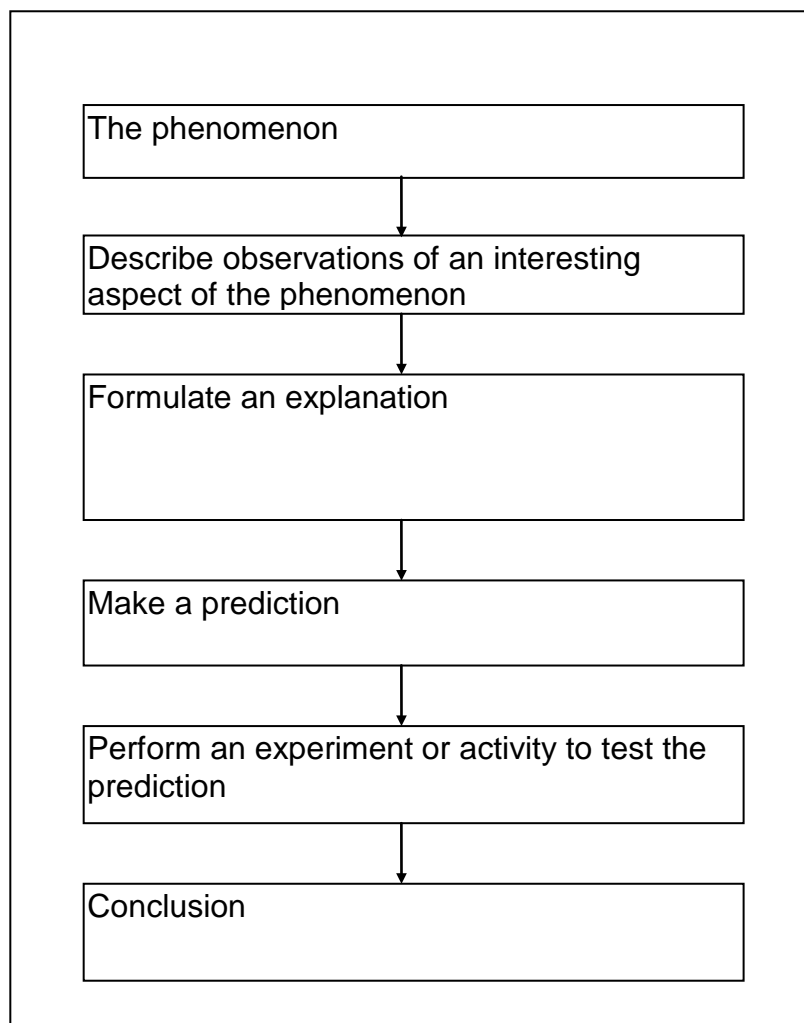 The phenomenon
Describe observations of an interesting
aspect of the phenomenon
Formulate an explanation
Make a prediction
Perform an experiment or activity to test the
prediction
Conclusion